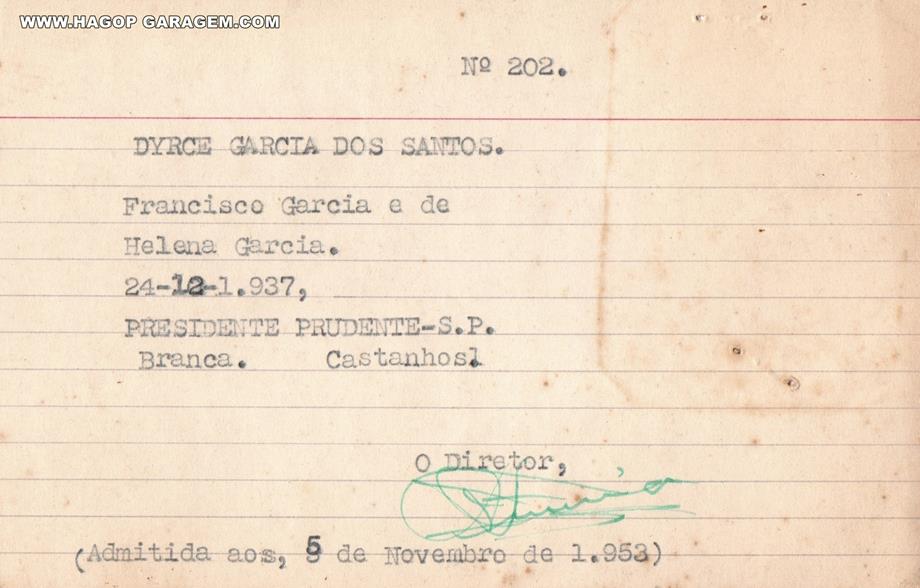 WWW.HAGOP GARAGEM.COM
Nº 202.
DYRCE GARCIA DOS SANTOS.
Francisco Garcia e de
Helena Garcia.
24-12-1.937,
PRESIDENTE PRUDENTE-S.P.
Branca. Castanhos.
O Diretor,
(Admitida aos, 5 de Novembro de 1.953)